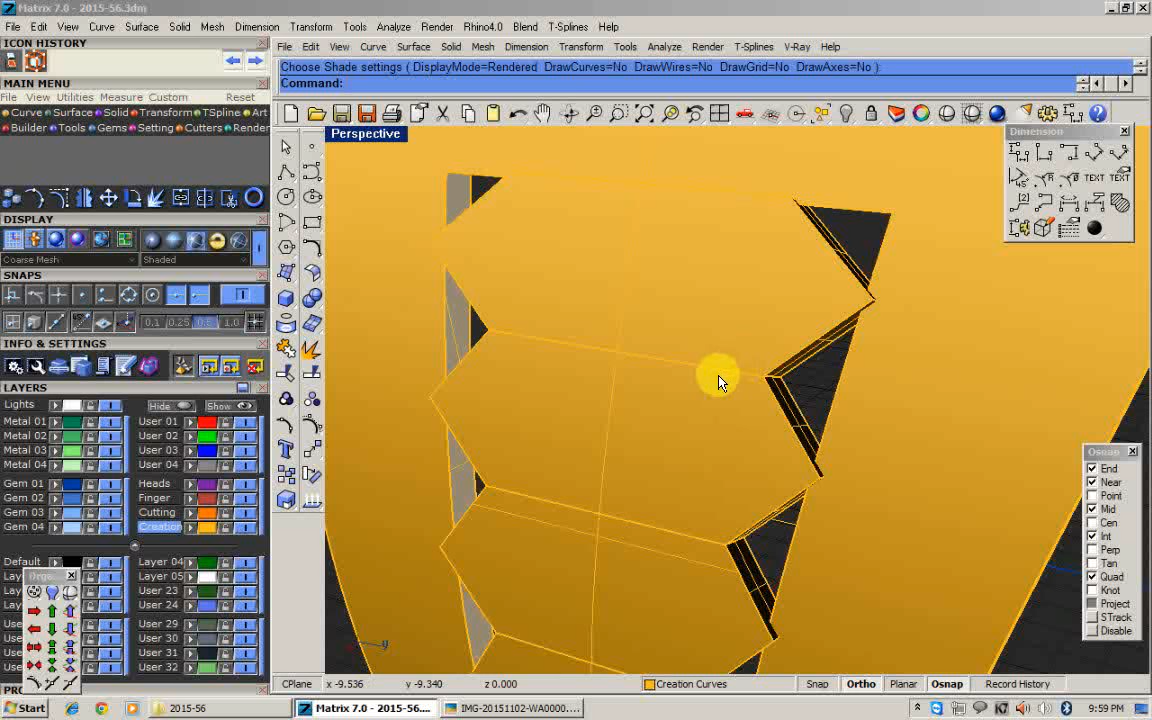 Matrix 7.0 - 2015-56.3dm
File Edit View Curve Surface Solid Mesh Dimension Transform Tools Analyze Render Rhino4.0 Blend T-Splines Help
ICON HISTORY
MAIN MENU
File View Utilities Measure Custom Reset
Curve Surface Solid Transform TSpline Art
Builder Tools Gems Setting Cutters Render
DISPLAY
Coarse Mesh Shaded
SNAPS
0.1 0.25 0.5 1.0
INFO & SETTINGS
LAYERS
Lights Hide Show
Metal 01 User 01
Metal 02 User 02
Metal 03 User 03
Metal 04 User 04
Gem 01 Heads
Gem 02 Finger
Gem 03 Cutting
Gem 04 Creation
Default Layer 04
Lay Layer 05
Use User 23
Use User 24
Use User 29
Use User 30
Use User 31
Use User 32
PRO
File Edit View Curve Surface Solid Mesh Dimension Transform Tools Analyze Render T-Splines V-Ray Help
Choose Shade settings ( DisplayMode=Rendered DrawCurves=No DrawWires=No DrawGrid=No DrawAxes=No )
Command:
Perspective
Dimension
TEXT TEXT
Osnap
End
Near
Point
Mid
Cen
Int
Perp
Tan
Quad
Knot
Project
STrack
Disable
y
CPlane x -9.536 y -9.340 z 0.000 Creation Curves Snap Ortho Planar Osnap Record History
Start 2015-56 Matrix 7.0 - 2015-56.... IMG-20151102-WA0000.... 9:59 PM